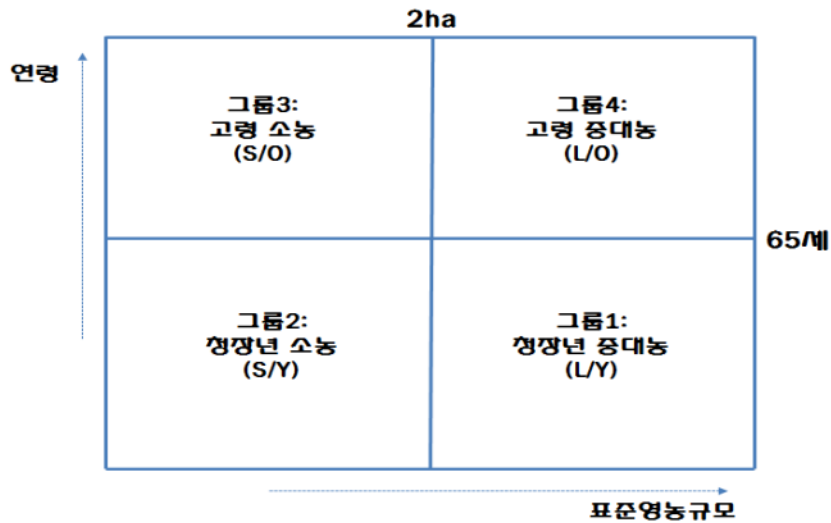 2ha
연령
그룹3:
고령 소농
(S/O)
그룹4:
고령 중대농
(L/O)
65세
그룹2:
청장년 소농
(S/Y)
그룹1:
청장년 중대농
(L/Y)
표준영농규모